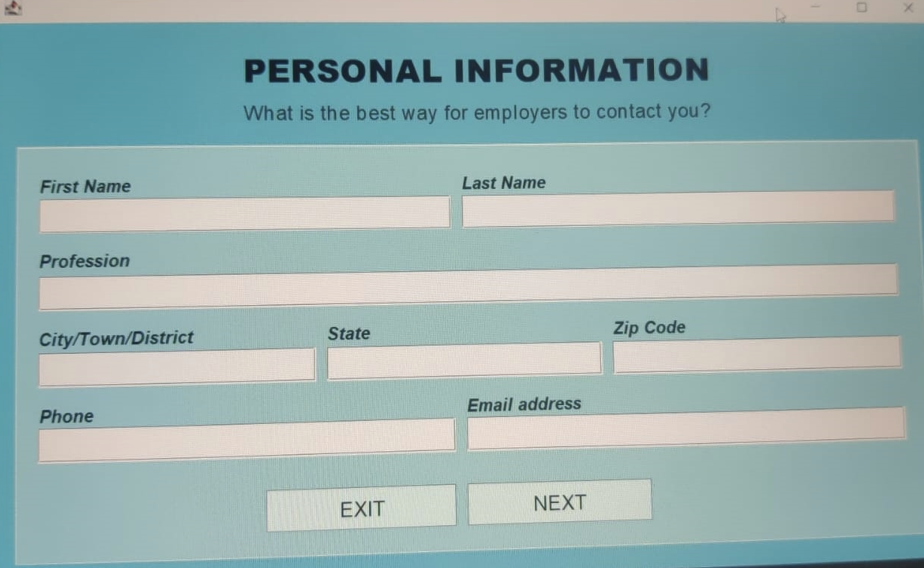 PERSONAL INFORMATION
What is the best way for employers to contact you?
First Name
Last Name
Profession
City/Town/District
State
Zip Code
Phone
Email address
EXIT
NEXT